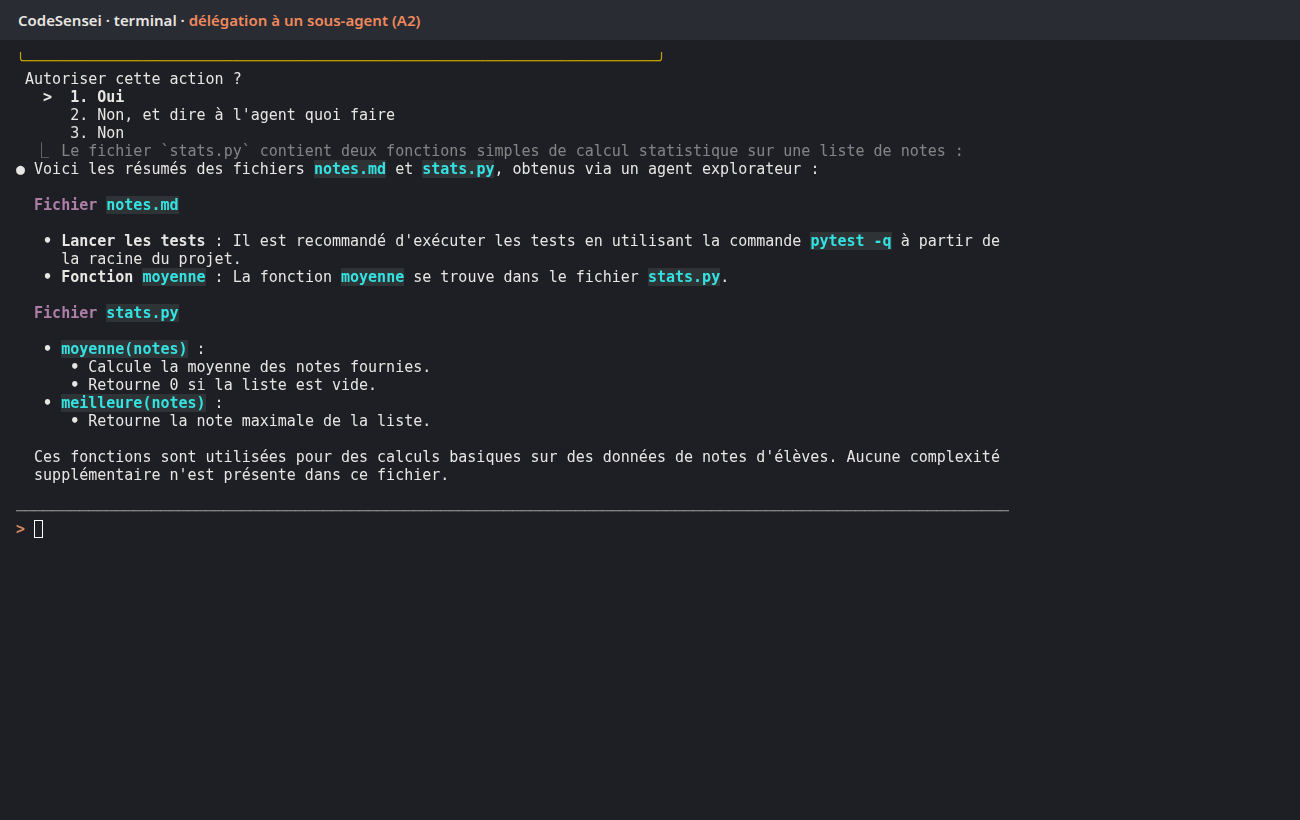 CodeSensei · terminal · délégation à un sous-agent (A2)
Autoriser cette action ?
> 1. Oui
2. Non, et dire à l'agent quoi faire
3. Non
⎿ Le fichier `stats.py` contient deux fonctions simples de calcul statistique sur une liste de notes :
● Voici les résumés des fichiers notes.md et stats.py, obtenus via un agent explorateur :
Fichier notes.md
• Lancer les tests : Il est recommandé d'exécuter les tests en utilisant la commande pytest -q à partir de
la racine du projet.
• Fonction moyenne : La fonction moyenne se trouve dans le fichier stats.py.
Fichier stats.py
• moyenne(notes) :
• Calcule la moyenne des notes fournies.
• Retourne 0 si la liste est vide.
• meilleure(notes) :
• Retourne la note maximale de la liste.
Ces fonctions sont utilisées pour des calculs basiques sur des données de notes d'élèves. Aucune complexité
supplémentaire n'est présente dans ce fichier.
>